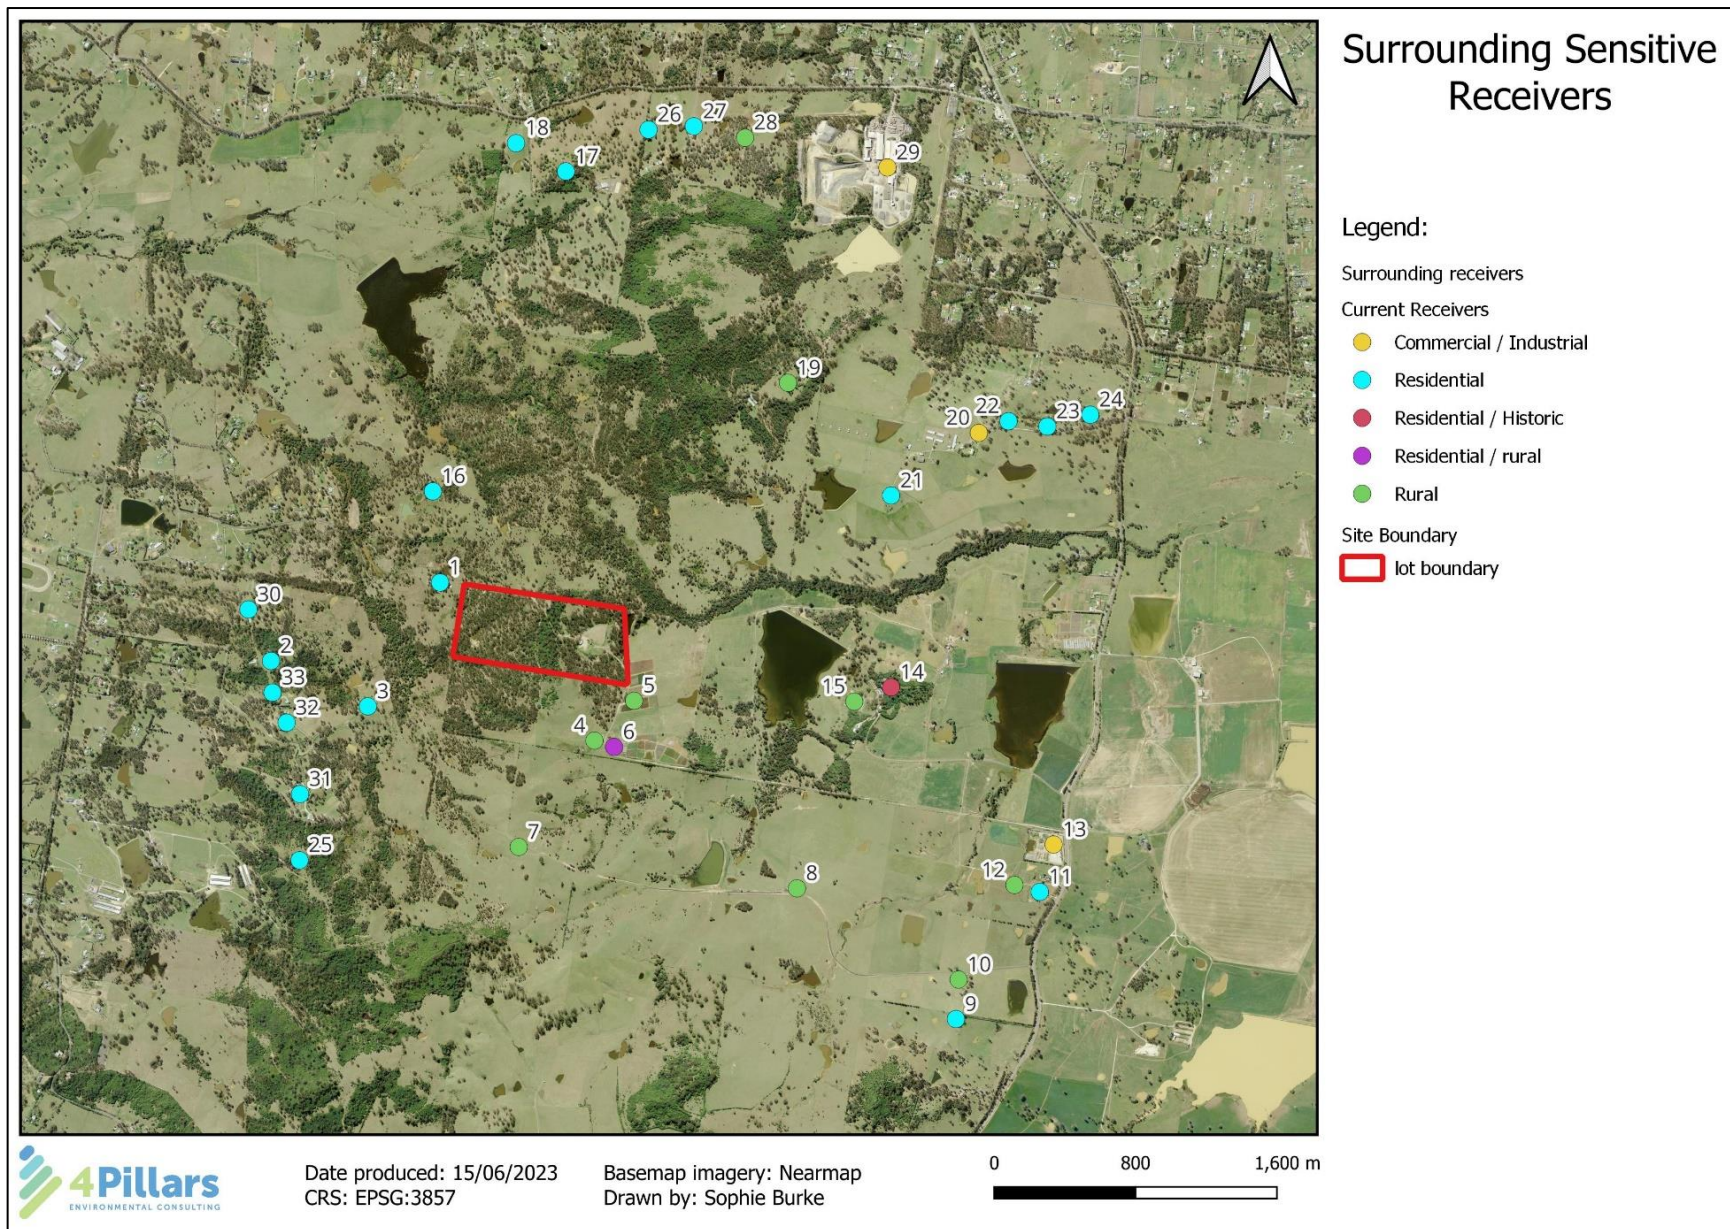 Surrounding Sensitive
Receivers
18
26
27
28
17
29
19
20
22
23
24
16
21
1
30
2
33
3
32
5
15
14
4
6
31
7
13
25
8
12
11
10
9
Legend:
Surrounding receivers
Current Receivers
Commercial / Industrial
Residential
Residential / Historic
Residential / rural
Rural
Site Boundary
lot boundary
4Pillars
ENVIRONMENTAL CONSULTING
Date produced: 15/06/2023
CRS: EPSG:3857
Basemap imagery: Nearmap
Drawn by: Sophie Burke
0 800 1,600 m